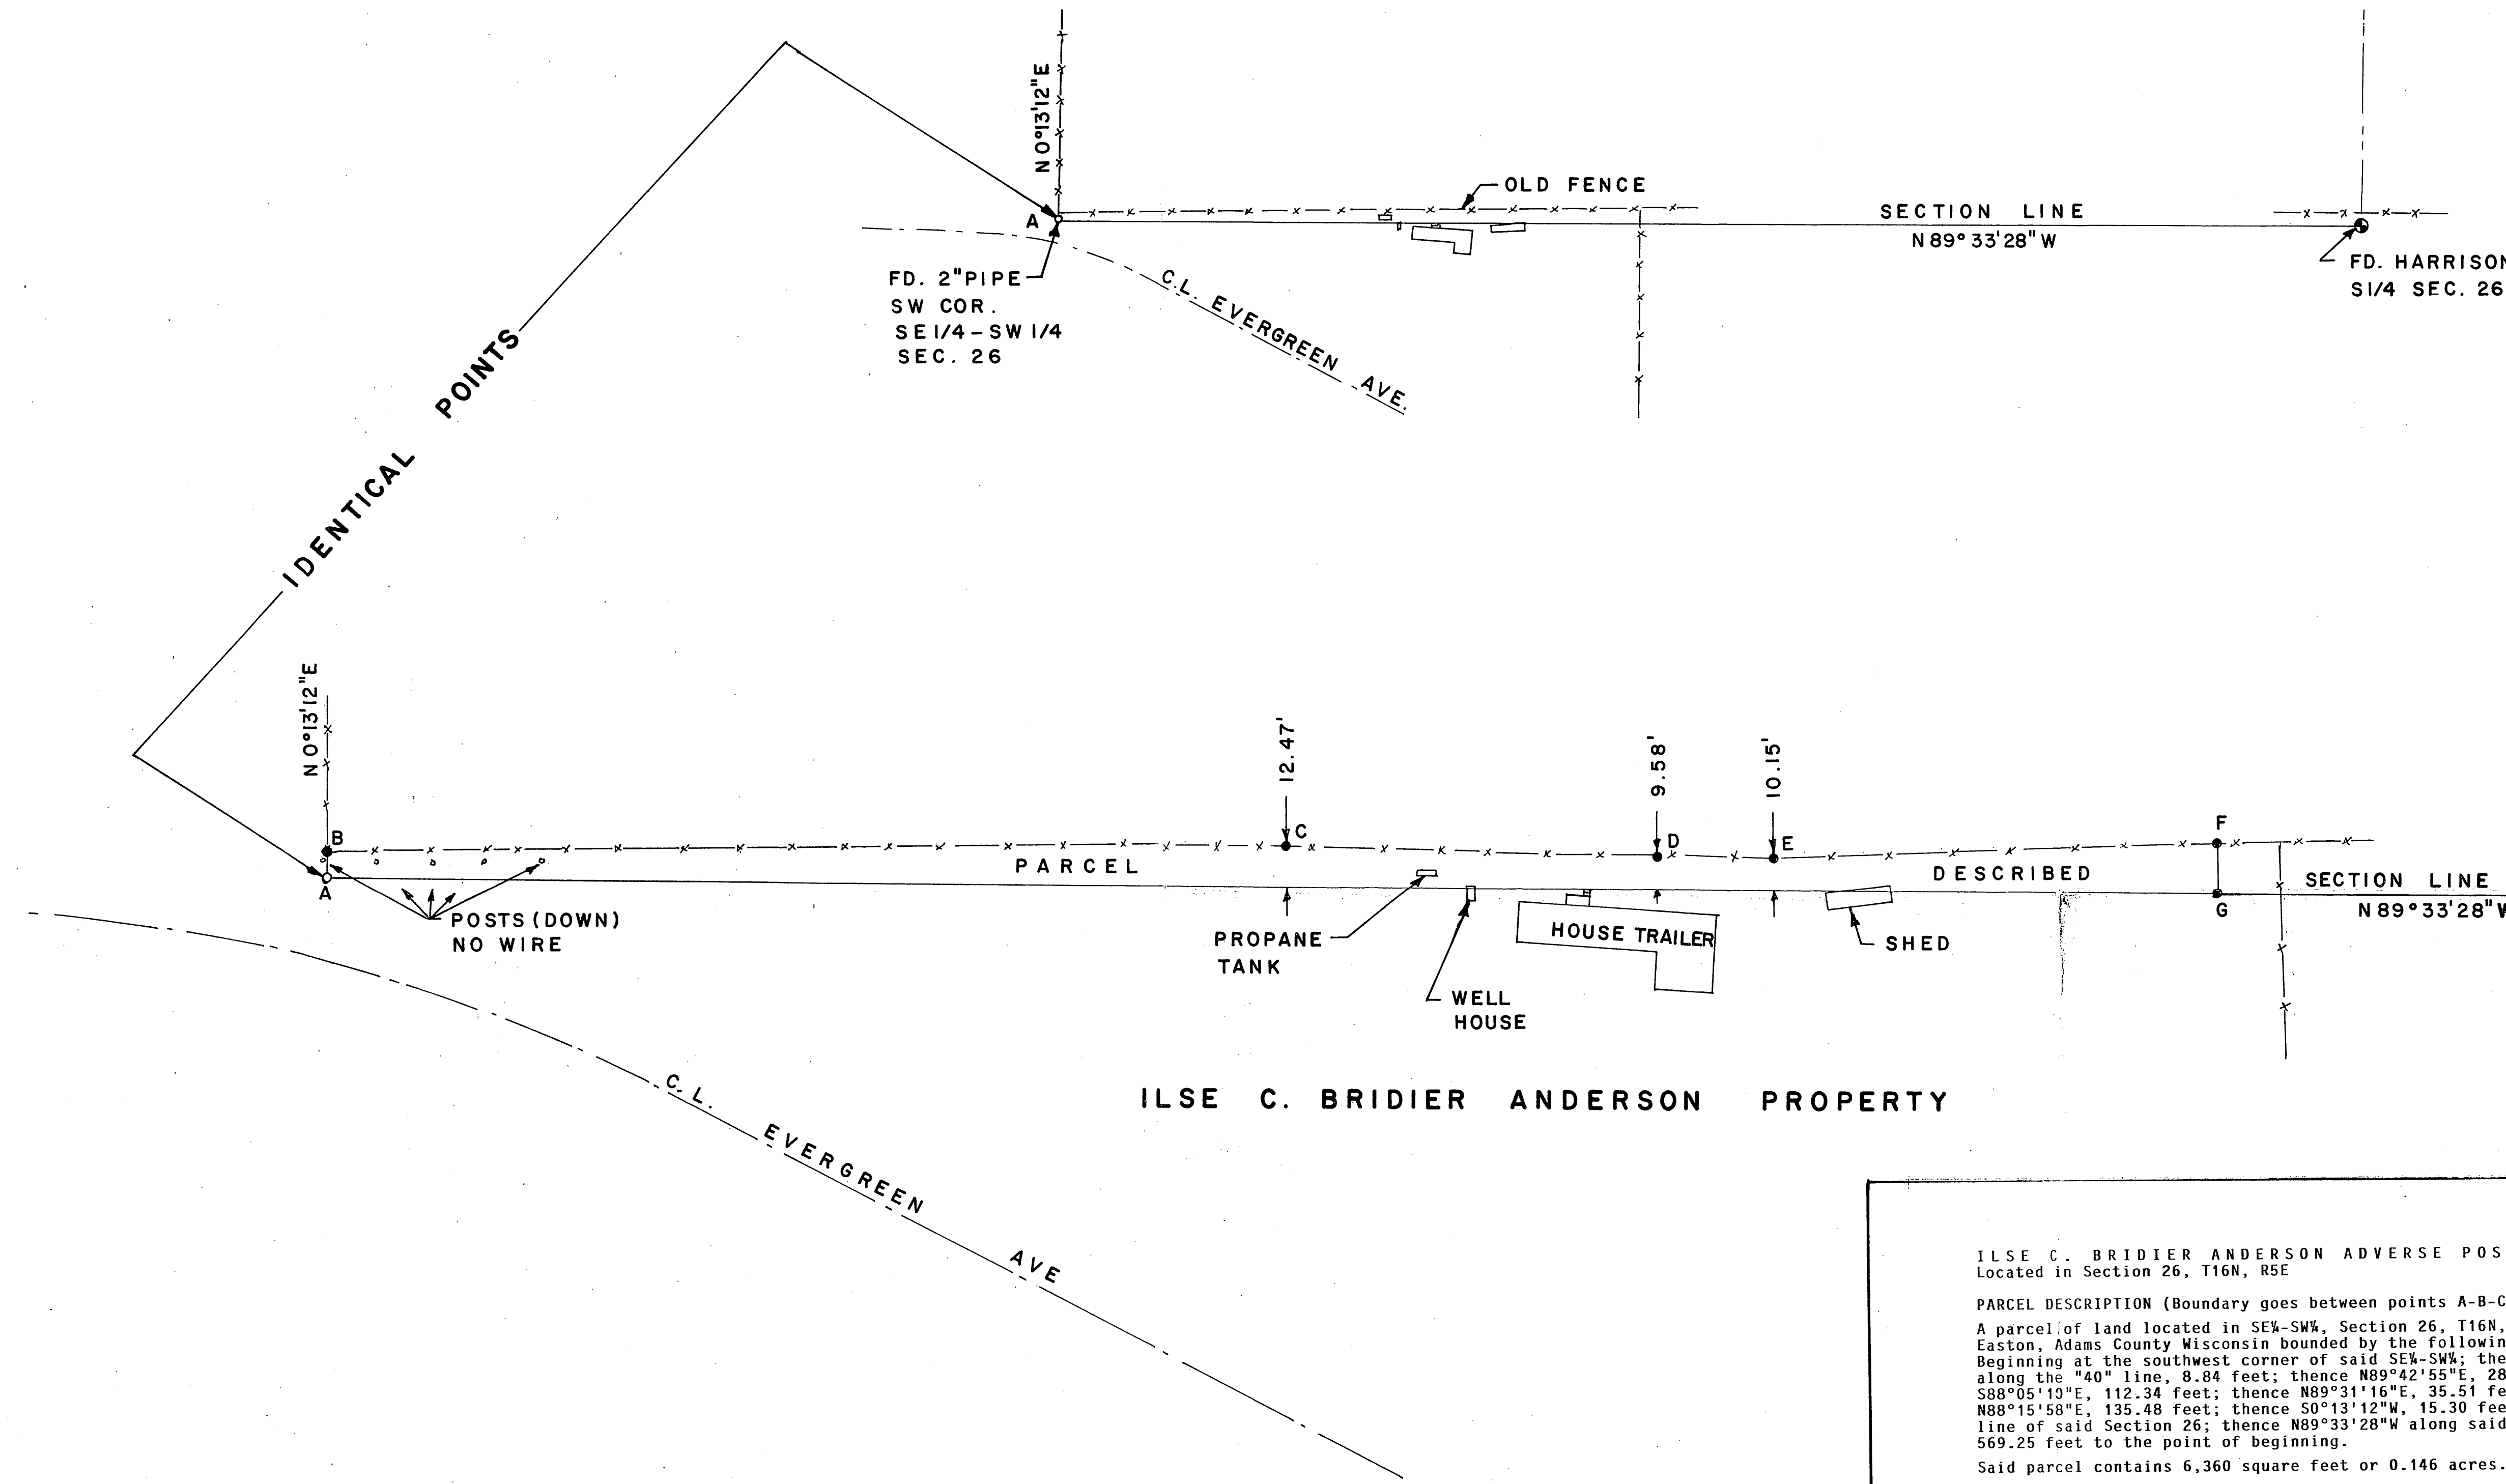 N 0°13'12"E
OLD FENCE
SECTION LINE
N 89° 33'28" W
A
FD. 2" PIPE
SW COR.
SE 1/4 - SW 1/4
SEC. 26
C.L. EVERGREEN AVE.
FD. HARRISON
S1/4 SEC. 26
IDENTICAL POINTS
N 0°13'12"E
12.47'
9.58'
10.15'
B
C
D
E
F
PARCEL
DESCRIBED
SECTION LINE
N 89°33'28" W
A
G
POSTS (DOWN)
NO WIRE
PROPANE
TANK
HOUSE TRAILER
SHED
WELL
HOUSE
C. L. EVERGREEN AVE
ILSE C. BRIDIER ANDERSON PROPERTY
ILSE C. BRIDIER ANDERSON ADVERSE POS
Located in Section 26, T16N, R5E
PARCEL DESCRIPTION (Boundary goes between points A-B-C
A parcel of land located in SE¼-SW¼, Section 26, T16N,
Easton, Adams County Wisconsin bounded by the followin
Beginning at the southwest corner of said SE¼-SW¼; the
along the "40" line, 8.84 feet; thence N89°42'55"E, 28
S88°05'10"E, 112.34 feet; thence N89°31'16"E, 35.51 fe
N88°15'58"E, 135.48 feet; thence S0°13'12"W, 15.30 fee
line of said Section 26; thence N89°33'28"W along said
569.25 feet to the point of beginning.
Said parcel contains 6,360 square feet or 0.146 acres.